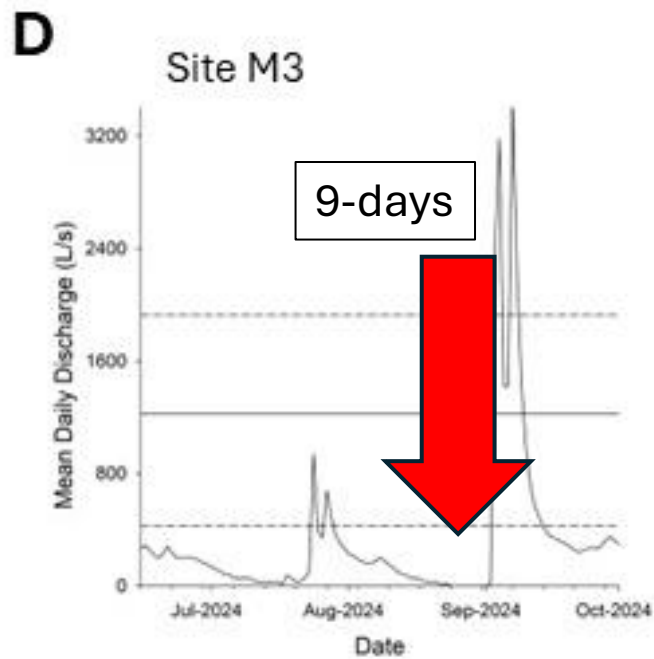 D
Site M3
9-days
Mean Daily Discharge (L/s)
3200
2400
1600
800
0
Jul-2024 Aug-2024 Sep-2024 Oct-2024
Date